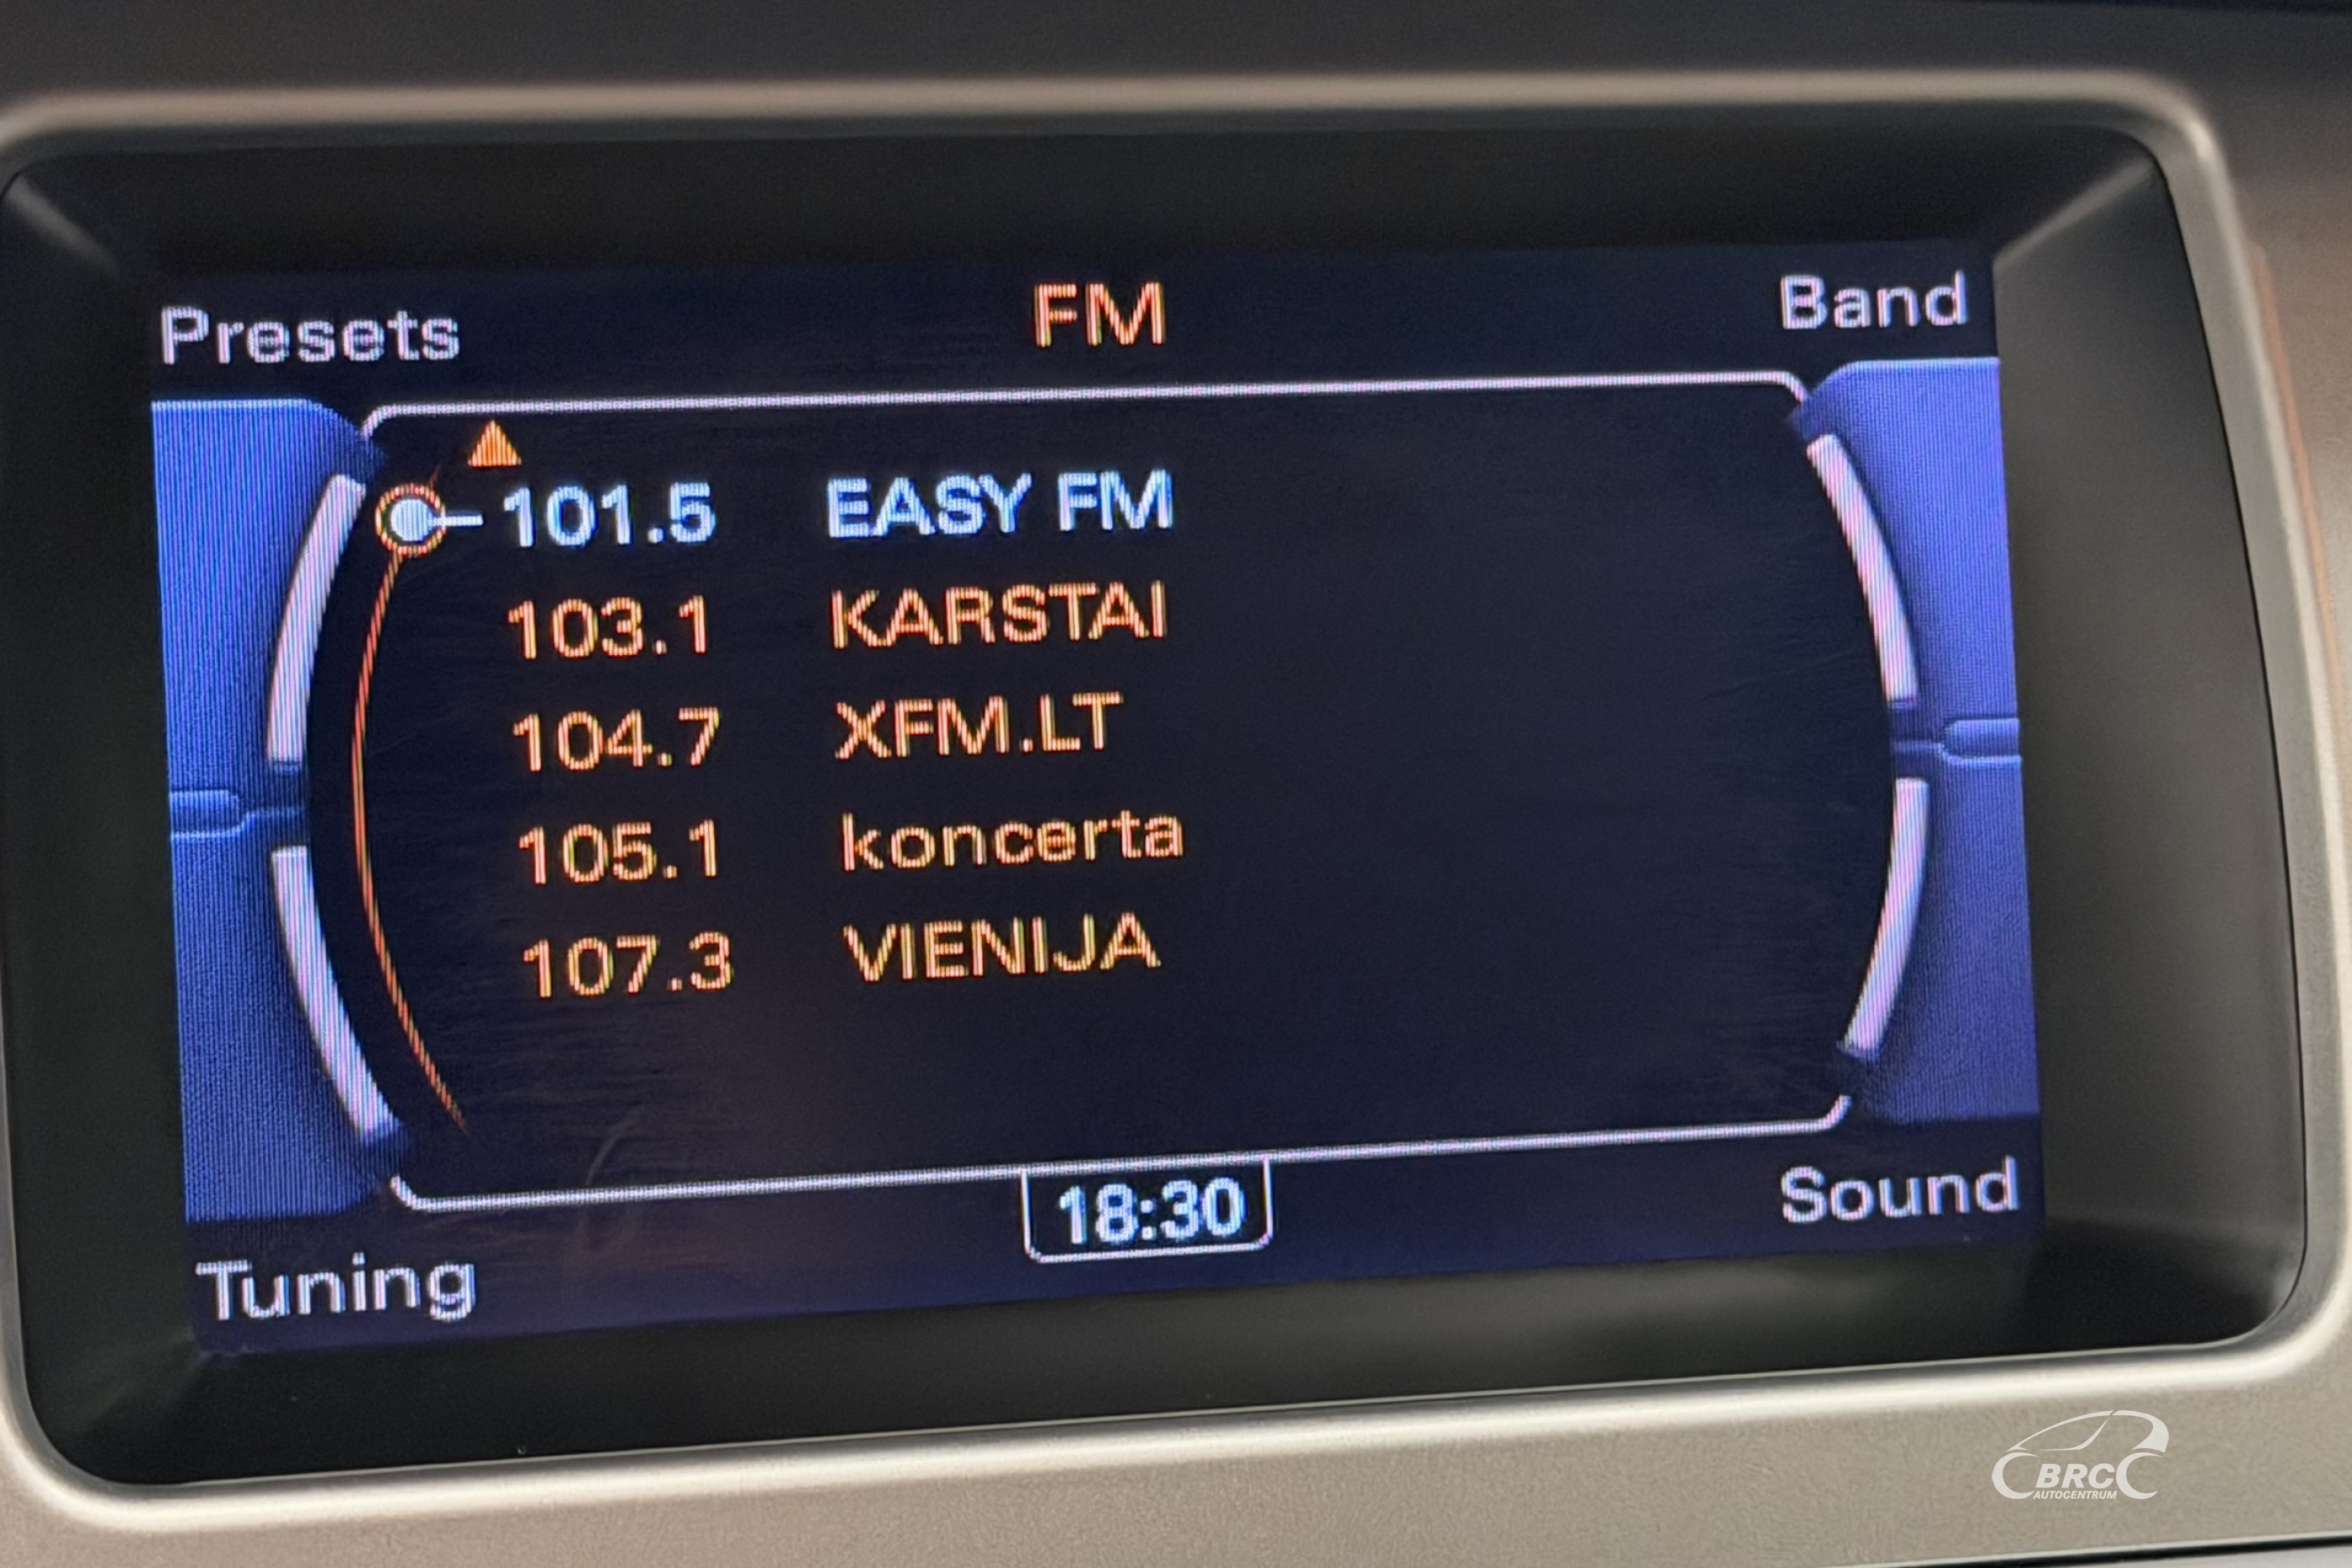 Presets FM Band
101.5 EASY FM
103.1 KARSTAI
104.7 XFM.LT
105.1 koncerta
107.3 VIENIJA
18:30
Tuning Sound
BRC
AUTOCENTRUM